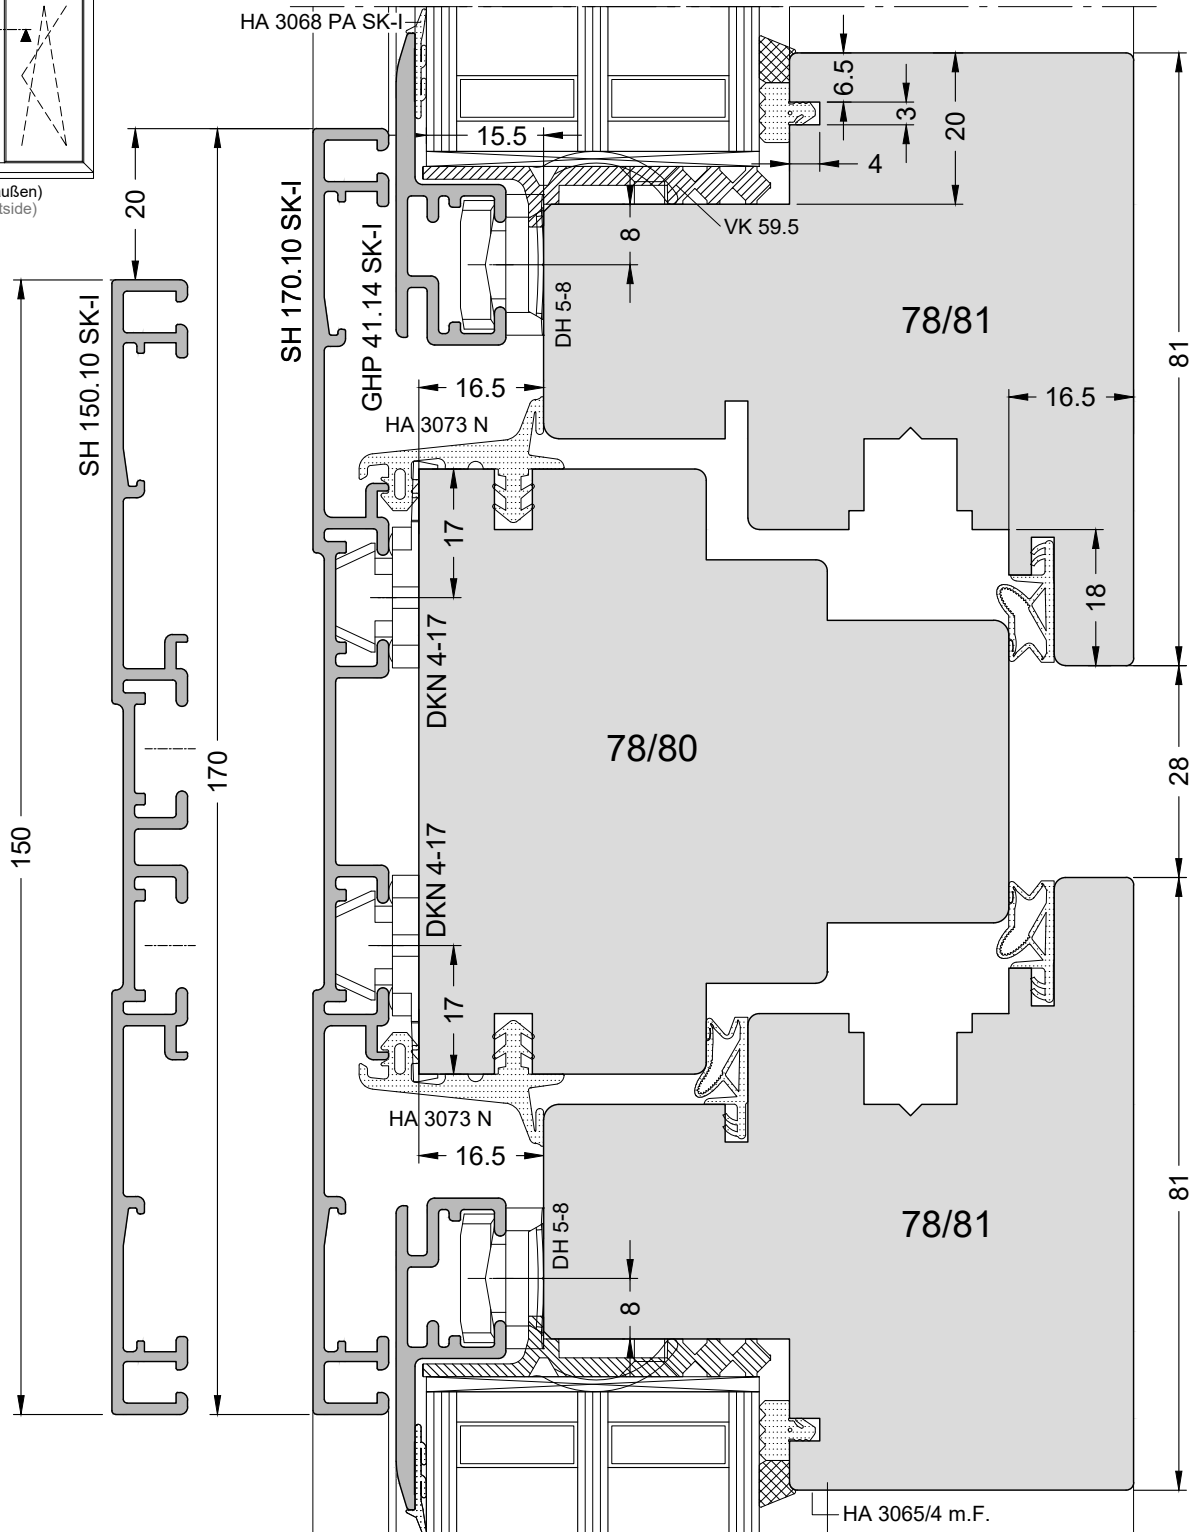 HA 3068 PA SK-I
6.5
3
20
15.5
4
20
81
SH 170.10 SK-I
GHP 41.14 SK-I
8
VK 59.5
DH 5-8
78/81
SH 150.10 SK-I
16.5
16.5
HA 3073 N
17
18
DKN 4-17
78/80
28
170
150
DKN 4-17
17
HA 3073 N
16.5
81
DH 5-8
78/81
8
HA 3065/4 m.F.